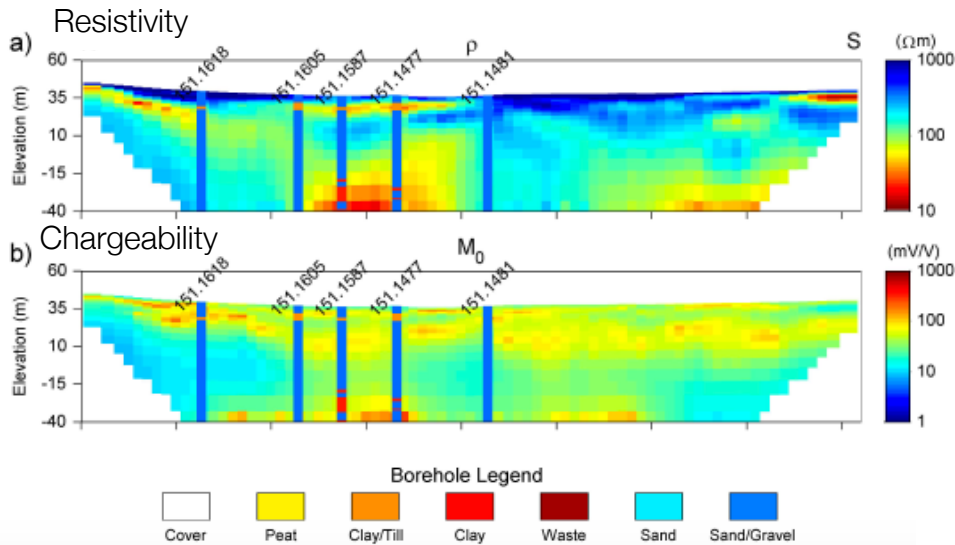 Resistivity
a)
ρ
S
(Ωm)
60
35
10
-15
-40
Elevation (m)
151.1618
151.1605
151.1587
151.1477
151.1481
1000
100
10
Chargeability
b)
M0
(mV/V)
60
35
10
-15
-40
Elevation (m)
151.1618
151.1605
151.1587
151.1477
151.1481
1000
100
10
1
Borehole Legend
Cover Peat Clay/Till Clay Waste Sand Sand/Gravel